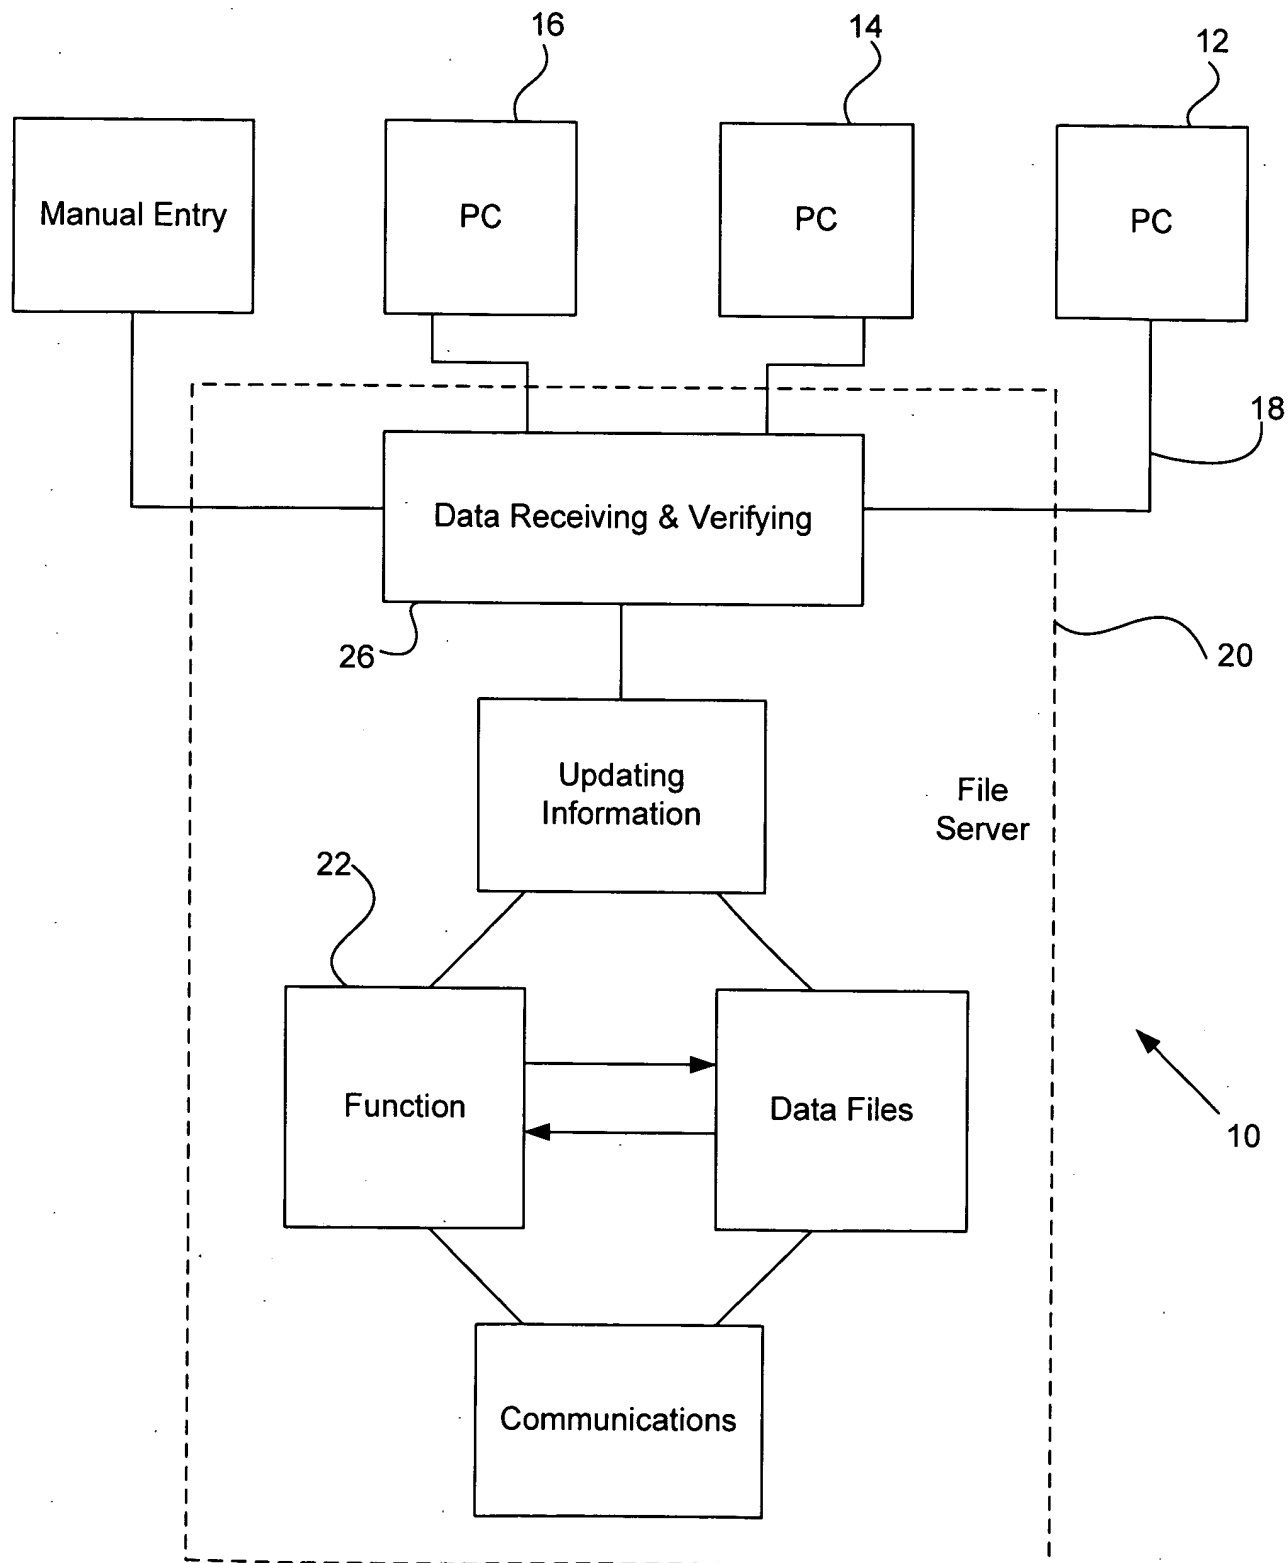 16
14
12
Manual Entry
PC
PC
PC
18
Data Receiving & Verifying
26
20
Updating
Information
File
Server
22
Function
Data Files
10
Communications